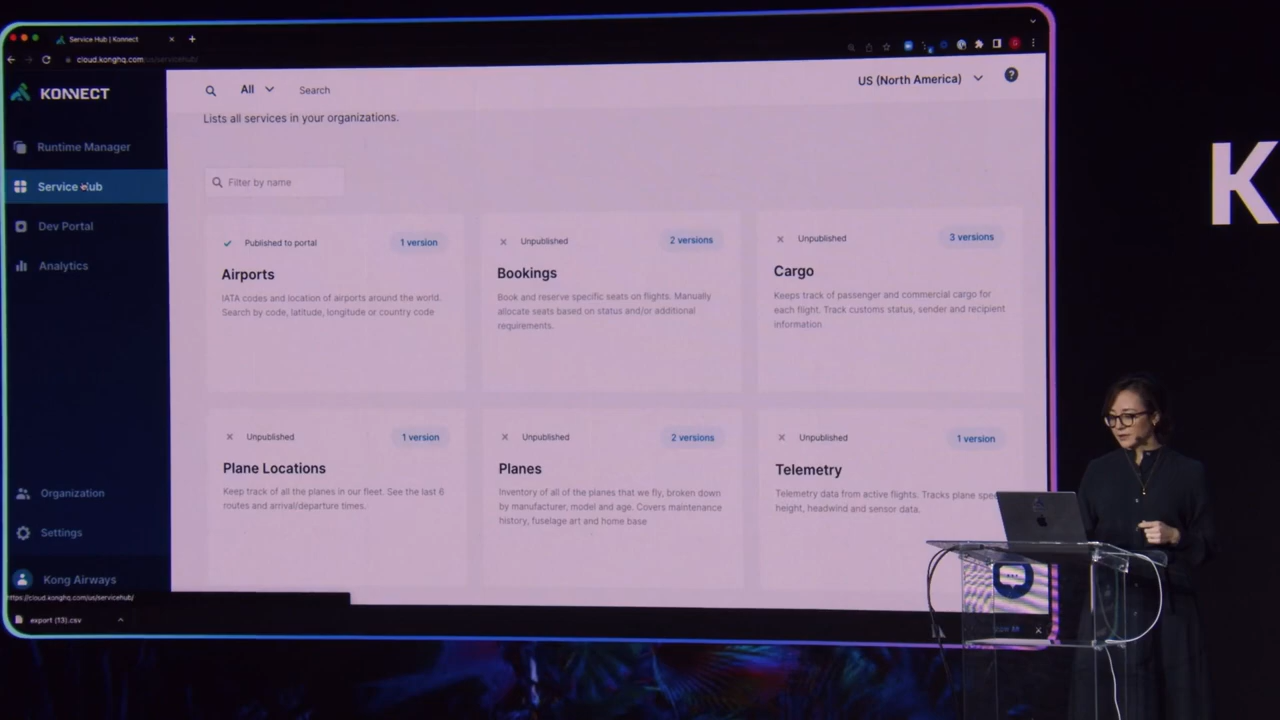 Service Hub | Konnect
cloud.konghq.com/us/servicehub/
KONNECT
All
Search
US (North America)
?
Runtime Manager
Service Hub
Dev Portal
Analytics
Organization
Settings
Kong Airways
Lists all services in your organizations.
Filter by name
Published to portal
1 version
Airports
IATA codes and location of airports around the world.
Search by code, latitude, longitude or country code
Unpublished
2 versions
Bookings
Book and reserve specific seats on flights. Manually
allocate seats based on status and/or additional
requirements.
Unpublished
3 versions
Cargo
Keeps track of passenger and commercial cargo for
each flight. Track customs status, sender and recipient
information
Unpublished
1 version
Plane Locations
Keep track of all the planes in our fleet. See the last 6
routes and arrival/departure times.
Unpublished
2 versions
Planes
Inventory of all of the planes that we fly, broken down
by manufacturer, model and age. Covers maintenance
history, fuselage art and home base
Unpublished
1 version
Telemetry
Telemetry data from active flights. Tracks plane
height, headwind and sensor data.
https://cloud.konghq.com/us/servicehub/
export (13).csv
K